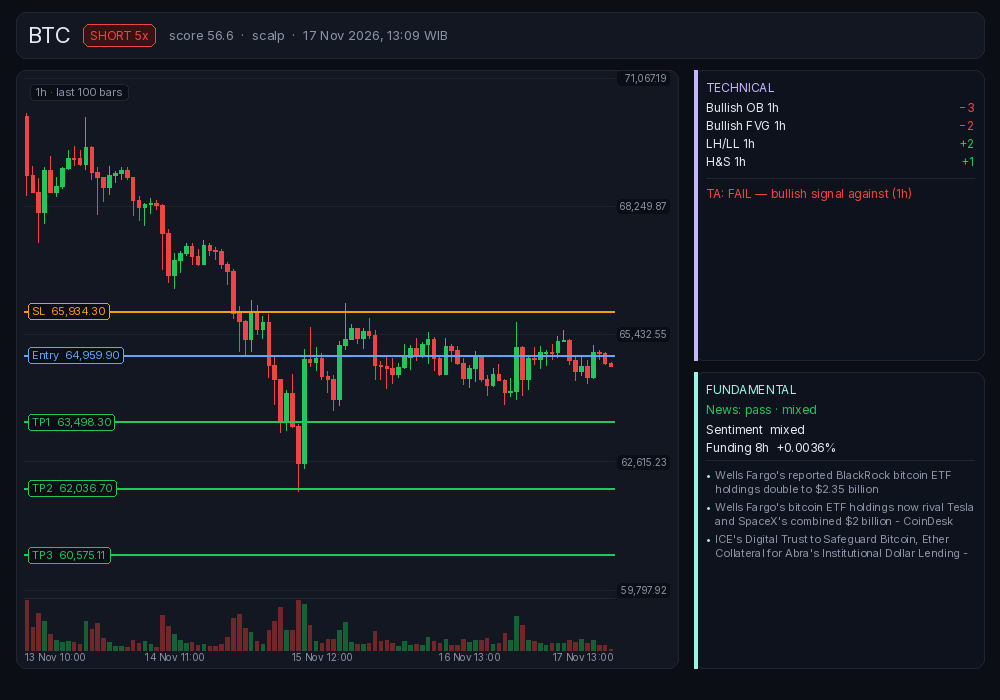 BTC SHORT 5x score 56.6 · scalp · 17 Nov 2026, 13:09 WIB
1h · last 100 bars
71,067.19
68,249.87
65,432.55
62,615.23
59,797.92
SL 65,934.30
Entry 64,959.90
TP1 63,498.30
TP2 62,036.70
TP3 60,575.11
13 Nov 10:00 14 Nov 11:00 15 Nov 12:00 16 Nov 13:00 17 Nov 13:00
TECHNICAL
Bullish OB 1h −3
Bullish FVG 1h −2
LH/LL 1h +2
H&S 1h +1
TA: FAIL — bullish signal against (1h)
FUNDAMENTAL
News: pass · mixed
Sentiment mixed
Funding 8h +0.0036%
• Wells Fargo's reported BlackRock bitcoin ETF
holdings double to $2.35 billion
• Wells Fargo's bitcoin ETF holdings now rival Tesla
and SpaceX's combined $2 billion - CoinDesk
• ICE's Digital Trust to Safeguard Bitcoin, Ether
Collateral for Abra's Institutional Dollar Lending -